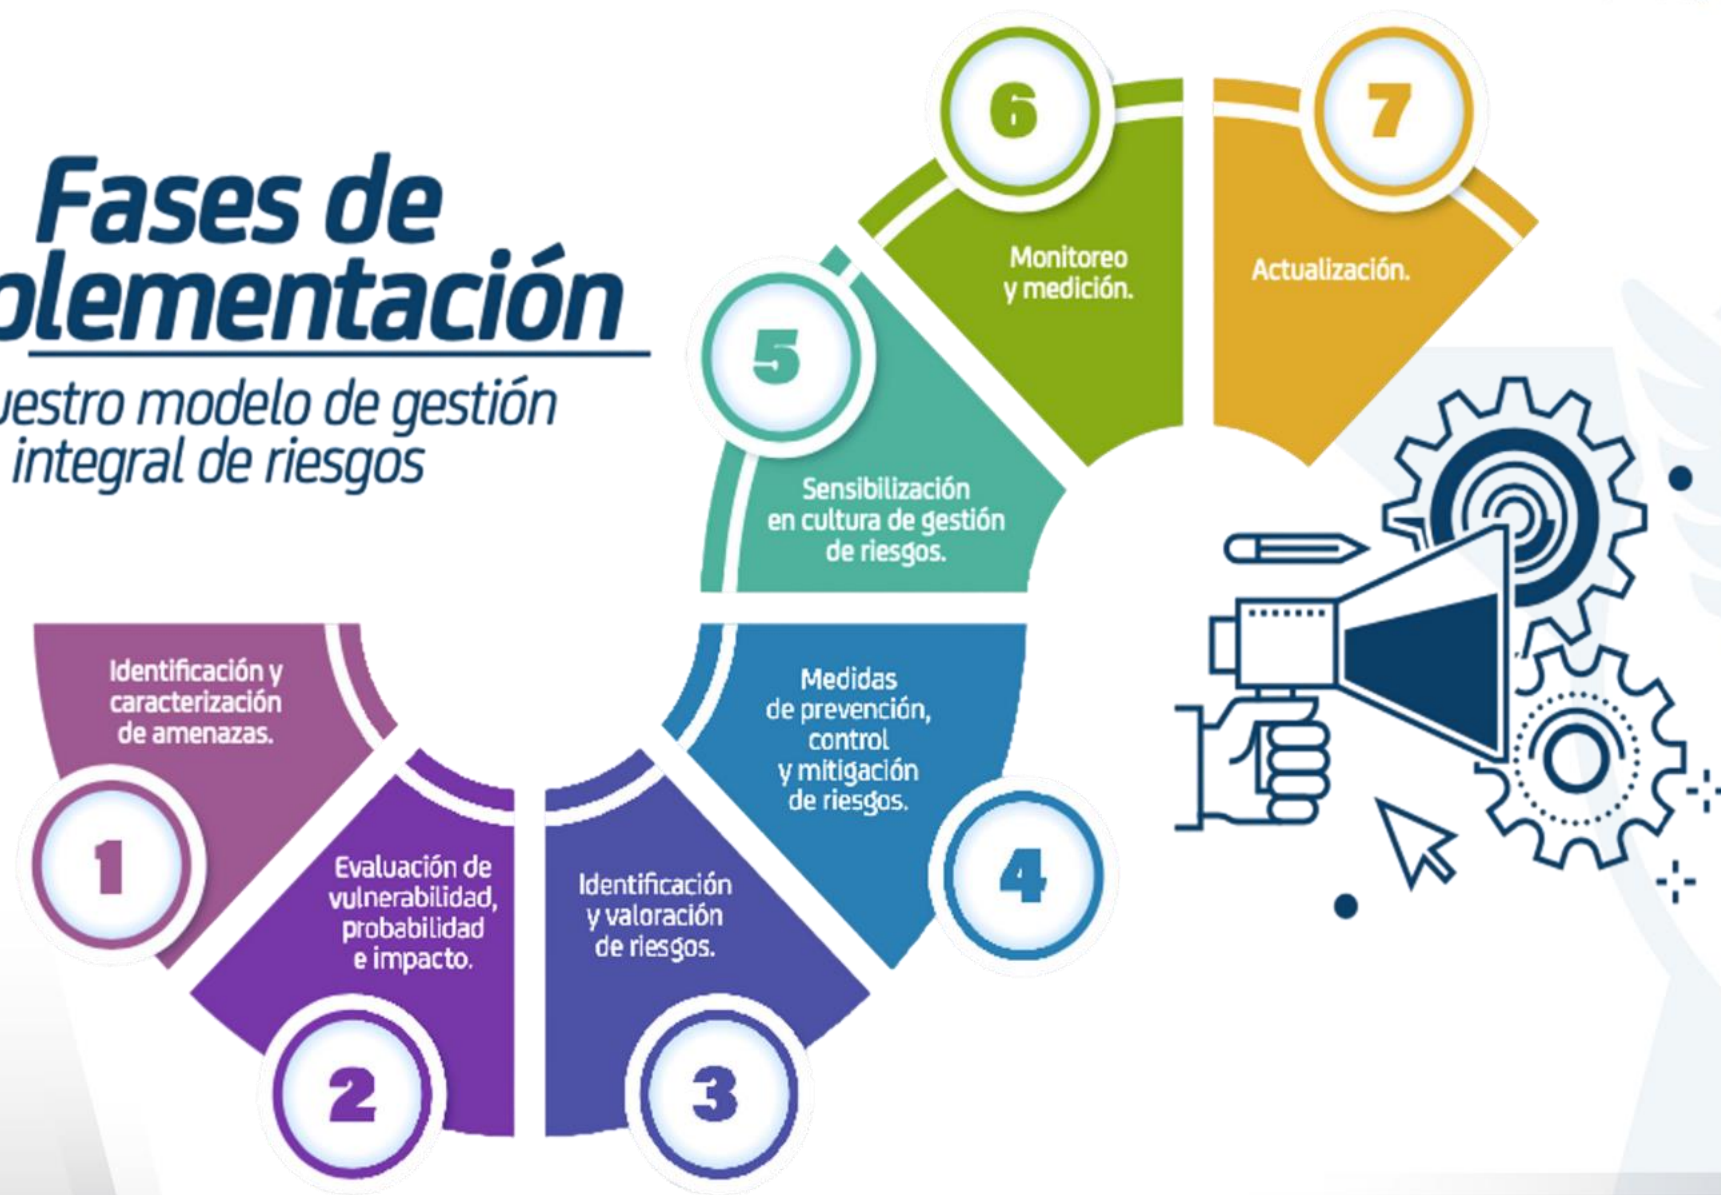 Fases de
plementación
uestro modelo de gestión
integral de riesgos
1
Identificación y
caracterización
de amenazas.
2
Evaluación de
vulnerabilidad,
probabilidad
e impacto.
3
Identificación
y valoración
de riesgos.
4
Medidas
de prevención,
control
y mitigación
de riesgos.
5
Sensibilización
en cultura de gestión
de riesgos.
6
Monitoreo
y medición.
7
Actualización.